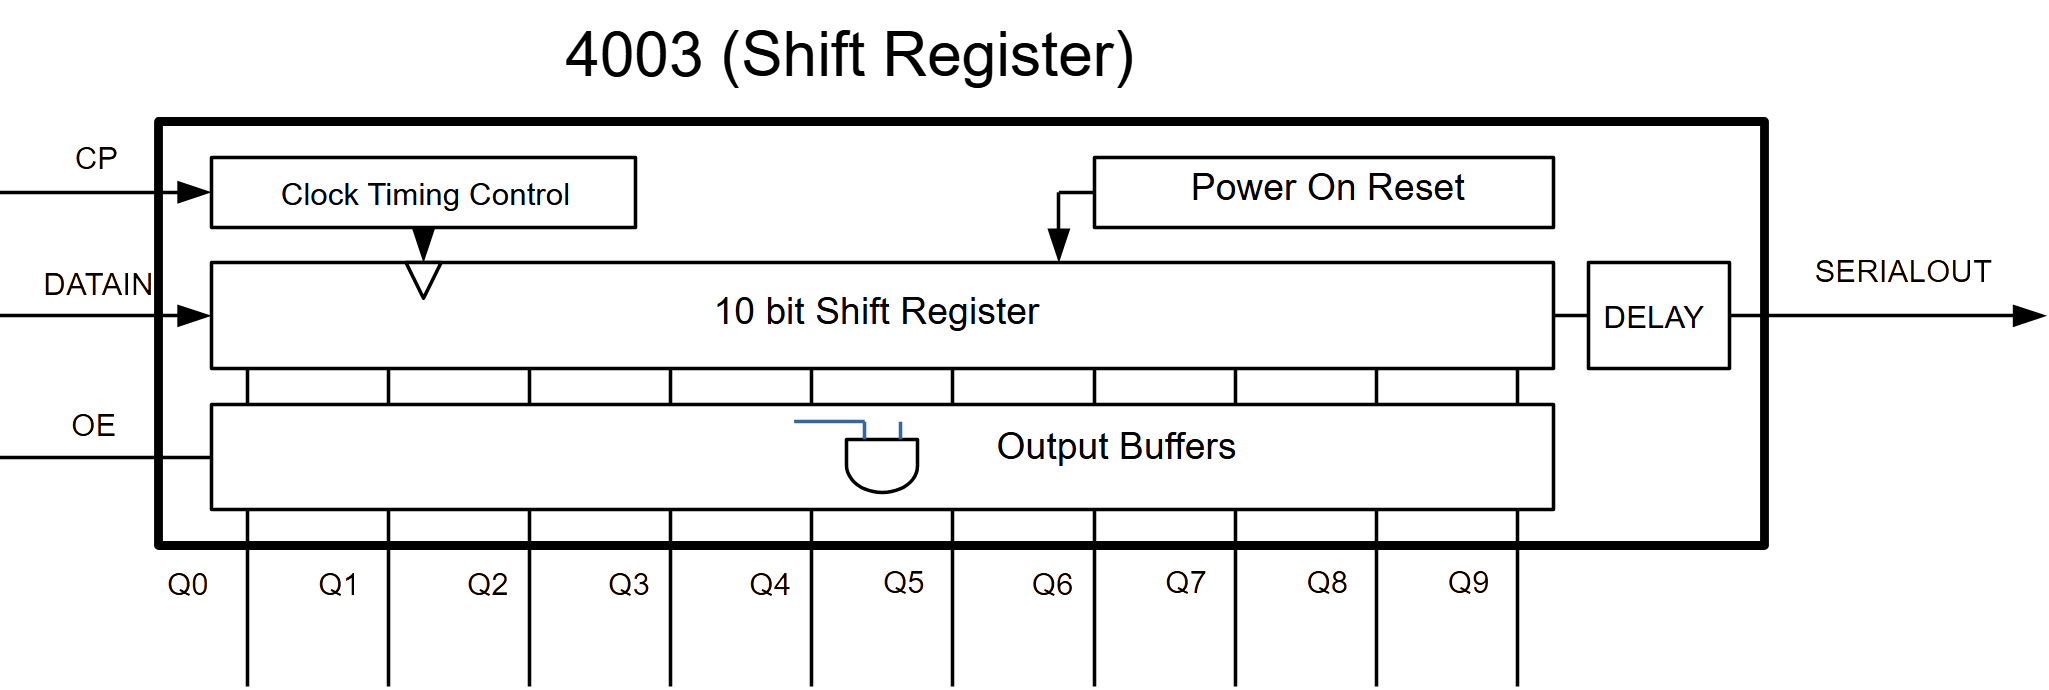 4003 (Shift Register)
CP
Clock Timing Control
Power On Reset
DATAIN
10 bit Shift Register
DELAY
SERIALOUT
OE
Output Buffers
Q0 Q1 Q2 Q3 Q4 Q5 Q6 Q7 Q8 Q9